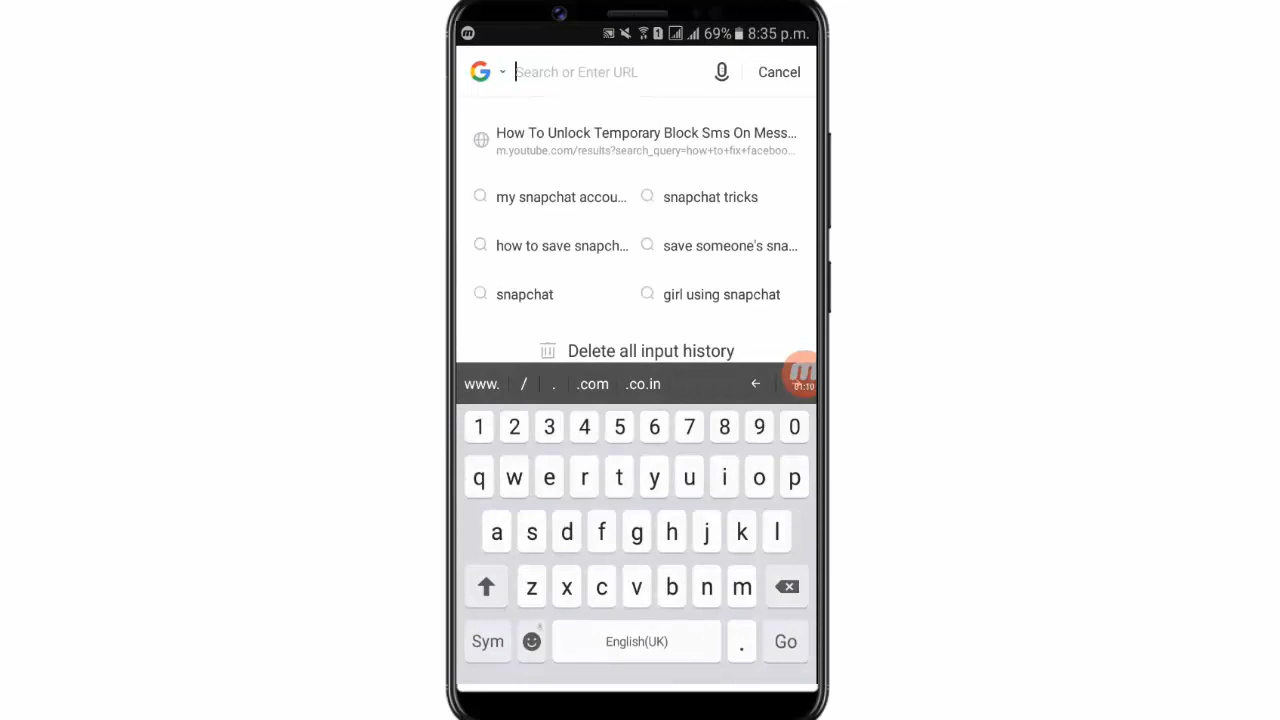 1 69% 8:35 p.m.
G Search or Enter URL Cancel
How To Unlock Temporary Block Sms On Mess...
m.youtube.com/results?search_query=how+to+fix+faceboo...
my snapchat accou... snapchat tricks
how to save snapch... save someone's sna...
snapchat girl using snapchat
Delete all input history
www. / . .com .co.in
01:10
1 2 3 4 5 6 7 8 9 0
q w e r t y u i o p
a s d f g h j k l
z x c v b n m
Sym English(UK) . Go